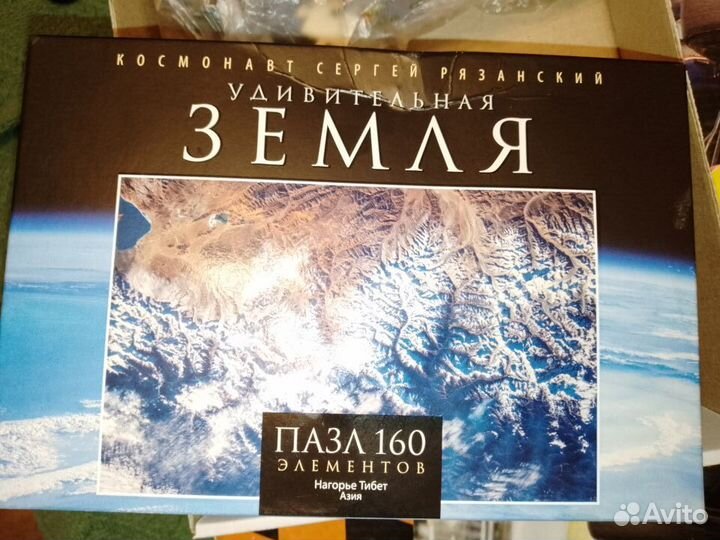 КОСМОНАВТ СЕРГЕЙ РЯЗАНСКИЙ
УДИВИТЕЛЬНАЯ
ЗЕМЛЯ
ПАЗЛ 160
ЭЛЕМЕНТОВ
Нагорье Тибет
Азия
Avito